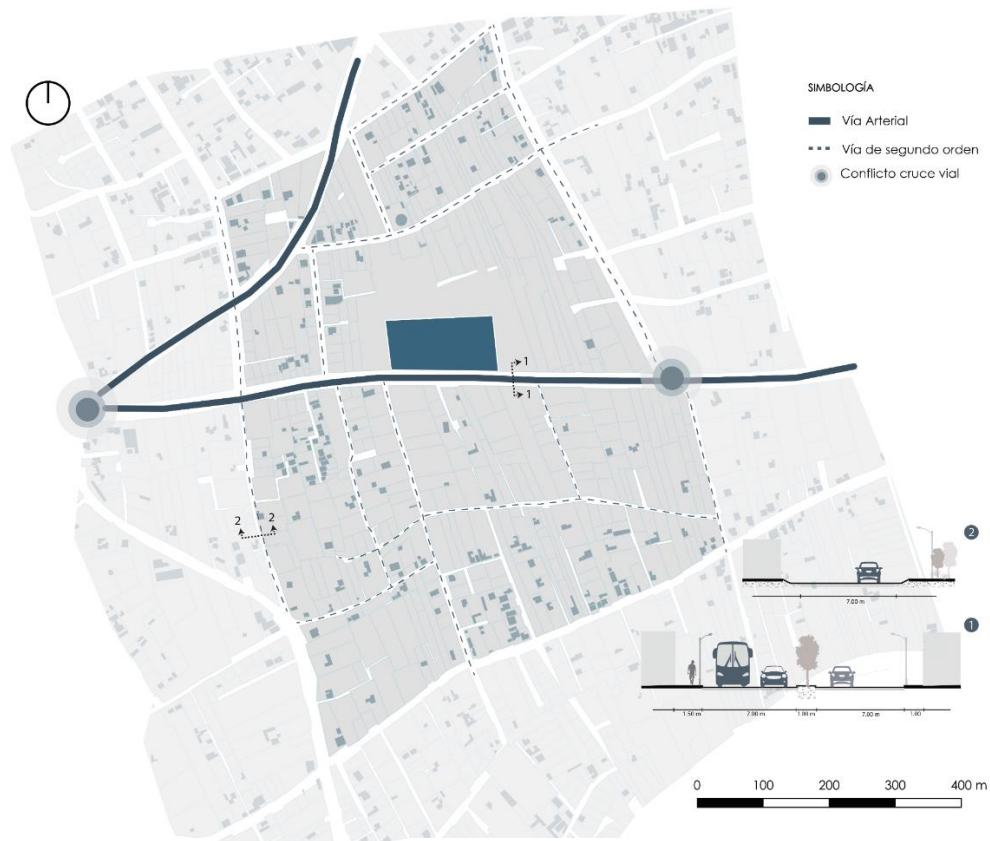 SIMBOLOGÍA
Vía Arterial
Vía de segundo orden
Conflicto cruce vial
1
1
2 2
2
7.00 m
1
1.50 m 7.00 m 1.00 m 7.00 m 1.00
0 100 200 300 400 m